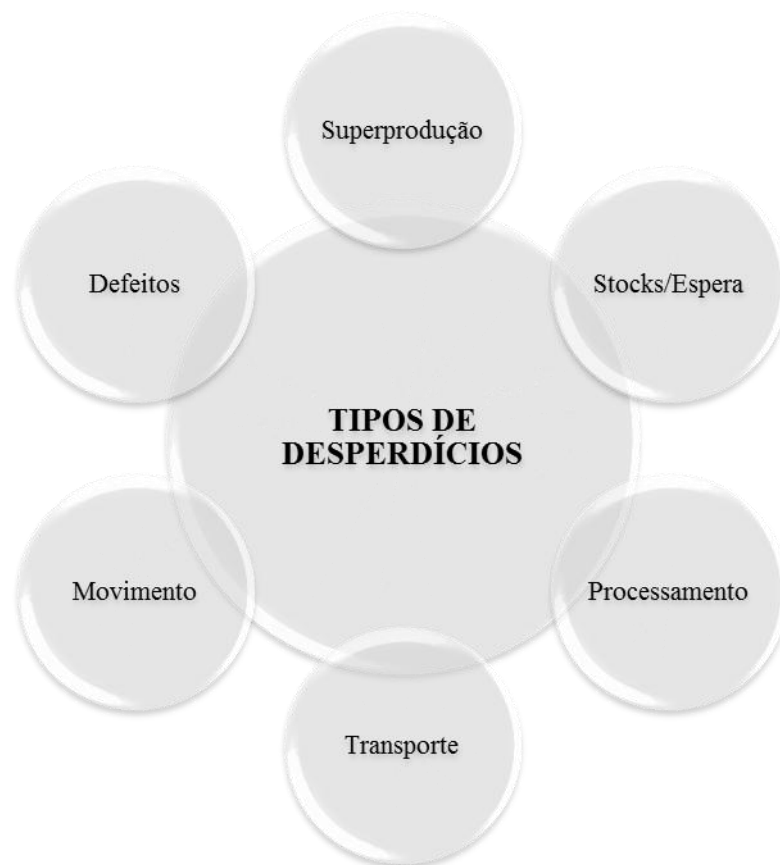 Superprodução
Defeitos
Stocks/Espera
TIPOS DE
DESPERDÍCIOS
Movimento
Processamento
Transporte